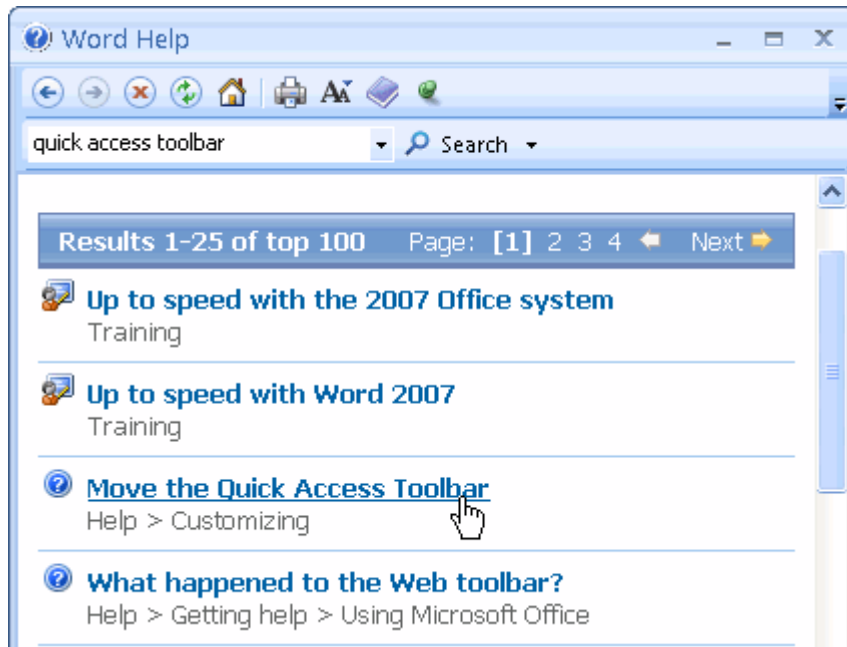 Word Help
quick access toolbar Search
Results 1-25 of top 100 Page: [1] 2 3 4 Next
Up to speed with the 2007 Office system
Training
Up to speed with Word 2007
Training
Move the Quick Access Toolbar
Help > Customizing
What happened to the Web toolbar?
Help > Getting help > Using Microsoft Office